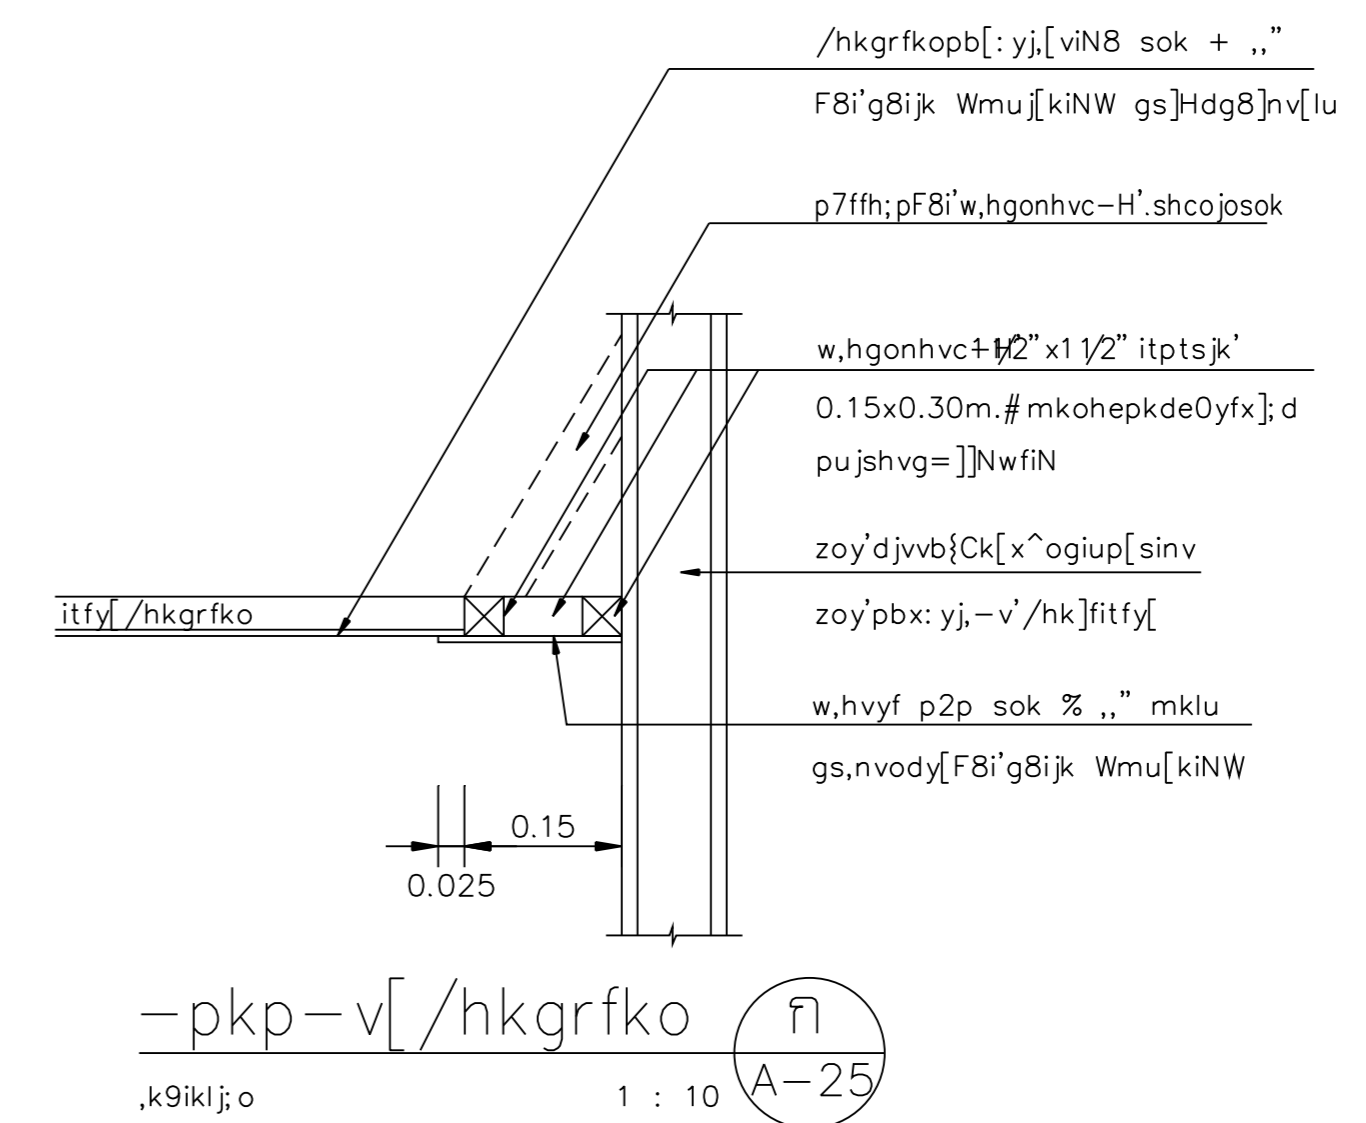 /hkgrfkopb[: yj,[viN8 sok + ,,”
F8i’g8ijk Wmuj[kiNW gs]Hdg8]nv[lu
p7ffh;pF8i’w,hgonhvc–H’.shcojosok
w,hgonhvc–H’ 1 1/2” x1 1/2” itptsjk’
0.15x0.30m.# mkohepkde0yfx];d
pujshvg=]]NwfiN
zoy’djvvb{Ck[x^ogiup[sinv
itfy[/hkgrfko
zoy’pbx: yj,–v’/hk]fitfy[
w,hvyf p2p sok % ,,” mklu
gs,nvody[F8i’g8ijk Wmu[kiNW
0.15
0.025
–pkp–v[/hkgrfko
ก
A–25
,k9iklj;o 1 : 10